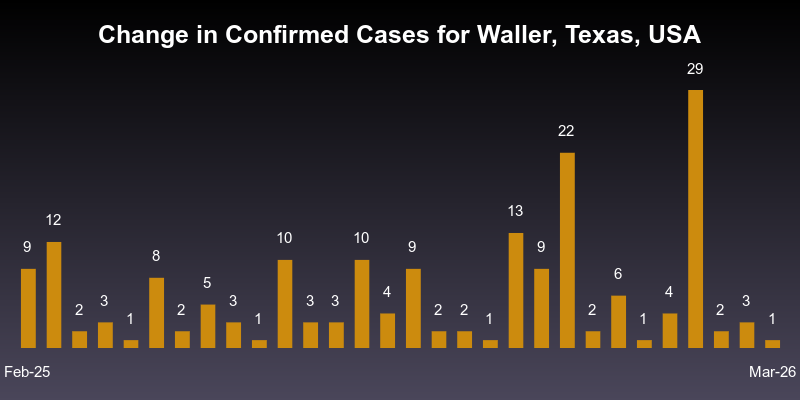 Change in Confirmed Cases for Waller, Texas, USA
9 12 2 3 1 8 2 5 3 1 10 3 3 10 4 9 2 2 1 13 9 22 2 6 1 4 29 2 3 1
Feb-25 Mar-26